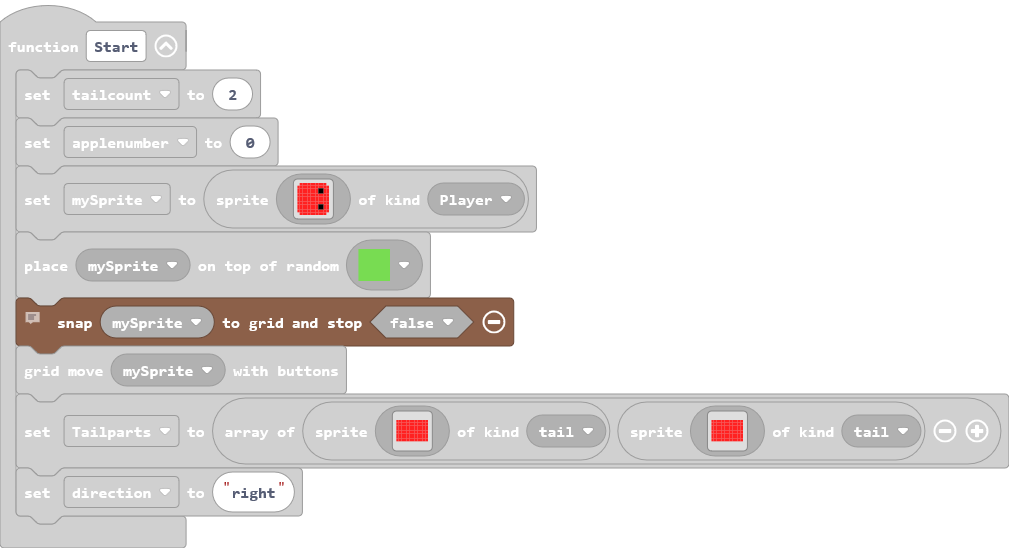 function Start
set tailcount to 2
set applenumber to 0
set mySprite to sprite of kind Player
place mySprite on top of random
snap mySprite to grid and stop false
grid move mySprite with buttons
set Tailparts to array of sprite of kind tail sprite of kind tail
set direction to "right"